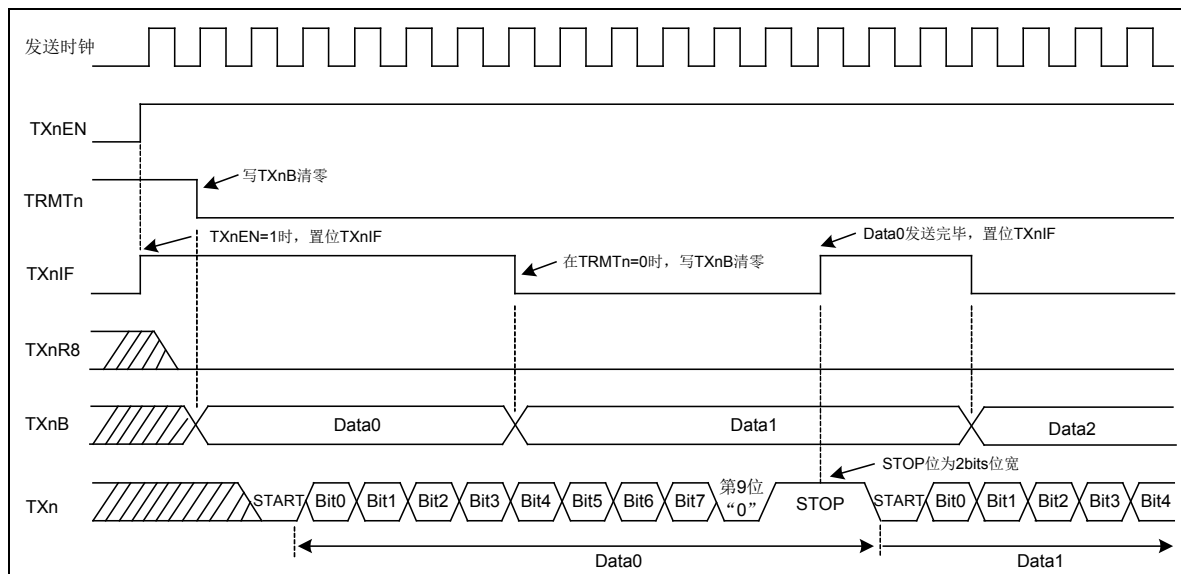 发送时钟
TXnEN
写TXnB清零
TRMTn
TXnEN=1时，置位TXnIF
Data0发送完毕，置位TXnIF
TXnIF
在TRMTn=0时，写TXnB清零
TXnR8
TXnB
Data0
Data1
Data2
STOP位为2bits位宽
TXn
START
Bit0
Bit1
Bit2
Bit3
Bit4
Bit5
Bit6
Bit7
第9位
“0”
STOP
START
Bit0
Bit1
Bit2
Bit3
Bit4
Data0
Data1